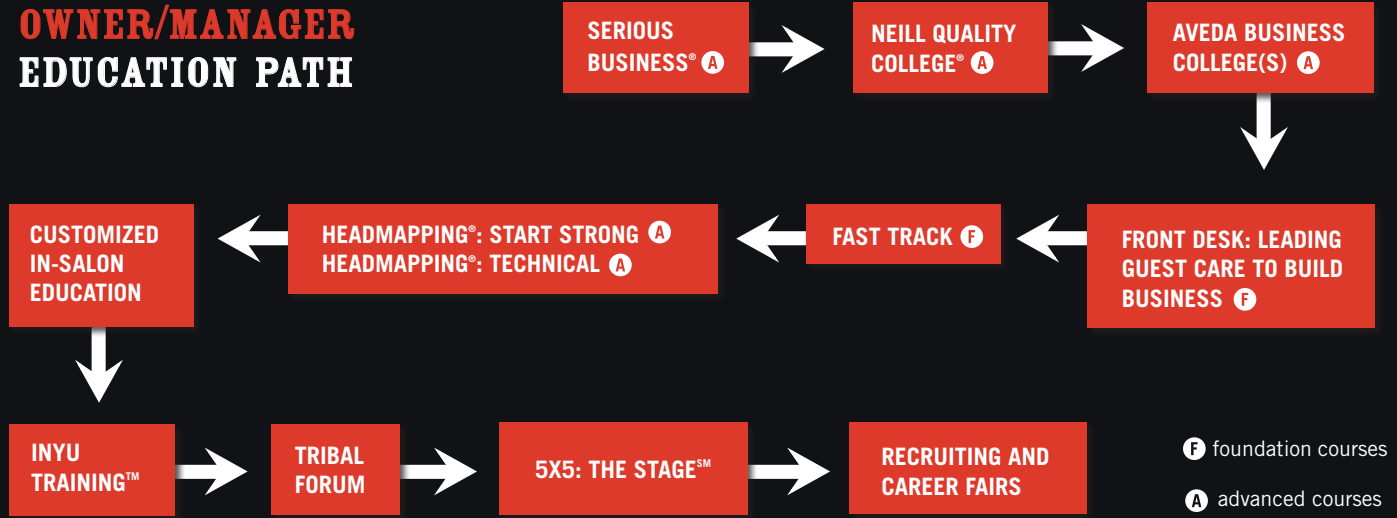 OWNER/MANAGER
EDUCATION PATH
SERIOUS
BUSINESS® A
NEILL QUALITY
COLLEGE® A
AVEDA BUSINESS
COLLEGE(S) A
FRONT DESK: LEADING
GUEST CARE TO BUILD
BUSINESS F
FAST TRACK F
HEADMAPPING®: START STRONG A
HEADMAPPING®: TECHNICAL A
CUSTOMIZED
IN-SALON
EDUCATION
INYU
TRAINING™
TRIBAL
FORUM
5X5: THE STAGE℠
RECRUITING AND
CAREER FAIRS
F foundation courses
A advanced courses